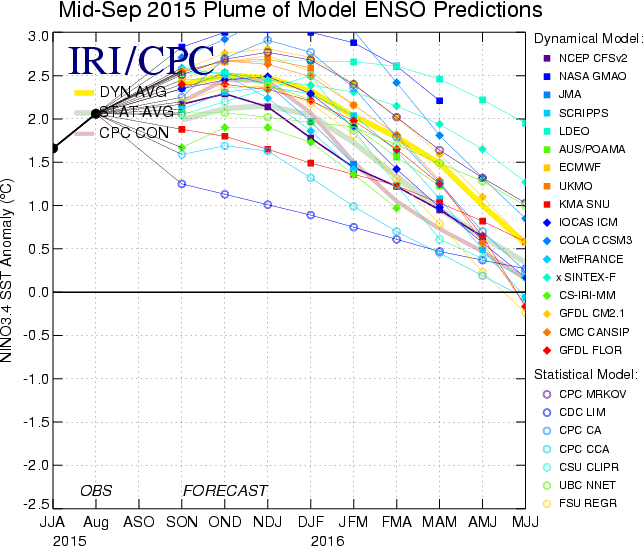 Mid-Sep 2015 Plume of Model ENSO Predictions
3.0
2.5
2.0
1.5
1.0
0.5
0.0
-0.5
-1.0
-1.5
-2.0
-2.5
NINO3.4 SST Anomaly (°C)
IRI/CPC
DYN AVG
STAT AVG
CPC CON
OBS FORECAST
JJA Aug ASO SON OND NDJ DJF JFM FMA MAM AMJ MJJ
2015 2016
Dynamical Model:
NCEP CFSv2
NASA GMAO
JMA
SCRIPPS
LDEO
AUS/POAMA
ECMWF
UKMO
KMA SNU
IOCAS ICM
COLA CCSM3
MetFRANCE
x SINTEX-F
CS-IRI-MM
GFDL CM2.1
CMC CANSIP
GFDL FLOR
Statistical Model:
CPC MRKOV
CDC LIM
CPC CA
CPC CCA
CSU CLIPR
UBC NNET
FSU REGR